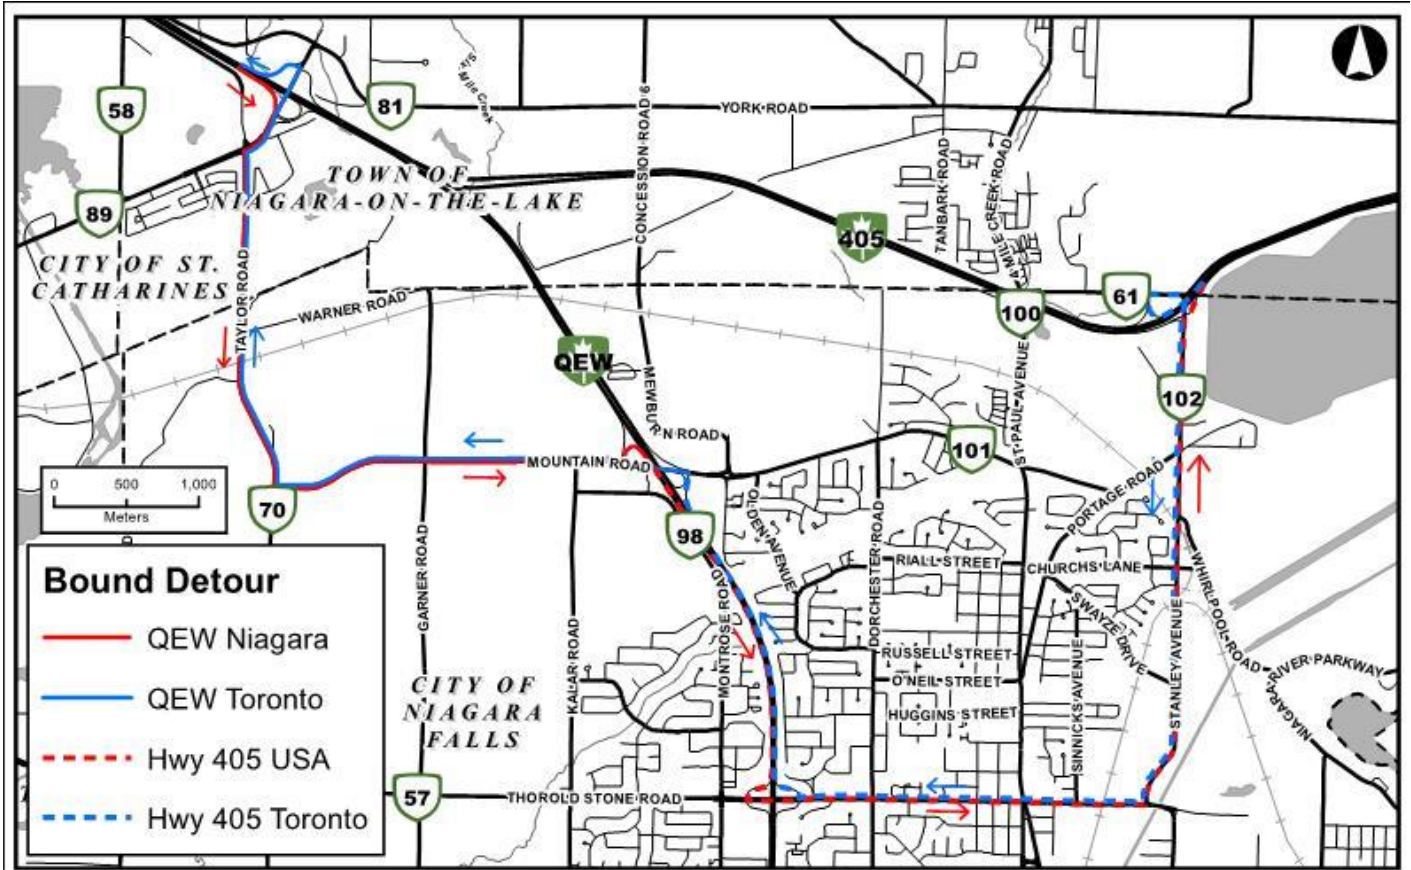 58
81
YORK ROAD
Six
Mile Creek
CONCESSION ROAD 6
TANBARK ROAD
4 MILE CREEK ROAD
TOWN OF
NIAGARA-ON-THE-LAKE
89
405
CITY OF ST.
CATHARINES
TAYLOR ROAD
WARNER ROAD
61
100
QEW
MEWBURN ROAD
ST PAUL AVENUE
102
101
MOUNTAIN ROAD
PORTAGE ROAD
0 500 1,000
Meters
70
98
GARNER ROAD
KALAR ROAD
MONTROSE ROAD
DORCHESTER ROAD
RIALL STREET
CHURCHS LANE
SWAYZE DRIVE
WHIRLPOOL ROAD
RUSSELL STREET
O'NEIL STREET
HUGGINS STREET
SINNICKS AVENUE
STANLEY AVENUE
NIAGARA RIVER PARKWAY
CITY OF
NIAGARA
FALLS
57
THOROLD STONE ROAD
Bound Detour
QEW Niagara
QEW Toronto
Hwy 405 USA
Hwy 405 Toronto